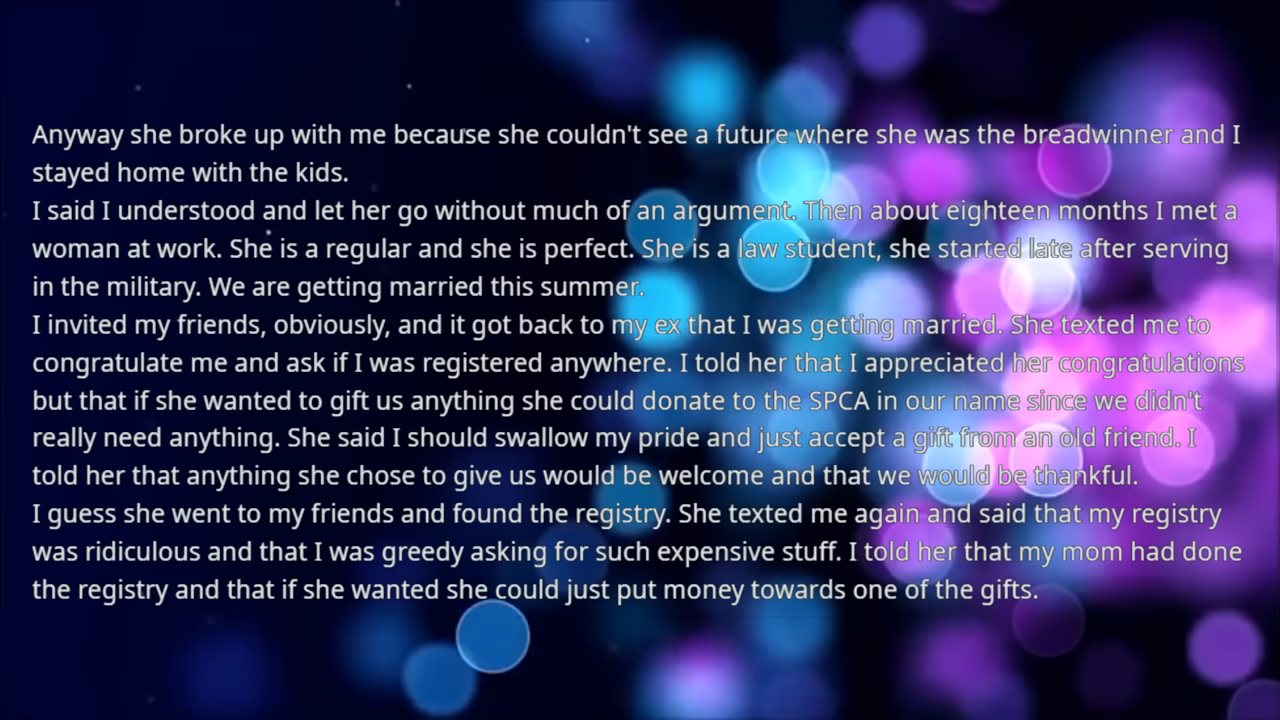 Anyway she broke up with me because she couldn't see a future where she was the breadwinner and I
stayed home with the kids.
I said I understood and let her go without much of an argument. Then about eighteen months I met a
woman at work. She is a regular and she is perfect. She is a law student, she started late after serving
in the military. We are getting married this summer.
I invited my friends, obviously, and it got back to my ex that I was getting married. She texted me to
congratulate me and ask if I was registered anywhere. I told her that I appreciated her congratulations
but that if she wanted to gift us anything she could donate to the SPCA in our name since we didn't
really need anything. She said I should swallow my pride and just accept a gift from an old friend. I
told her that anything she chose to give us would be welcome and that we would be thankful.
I guess she went to my friends and found the registry. She texted me again and said that my registry
was ridiculous and that I was greedy asking for such expensive stuff. I told her that my mom had done
the registry and that if she wanted she could just put money towards one of the gifts.